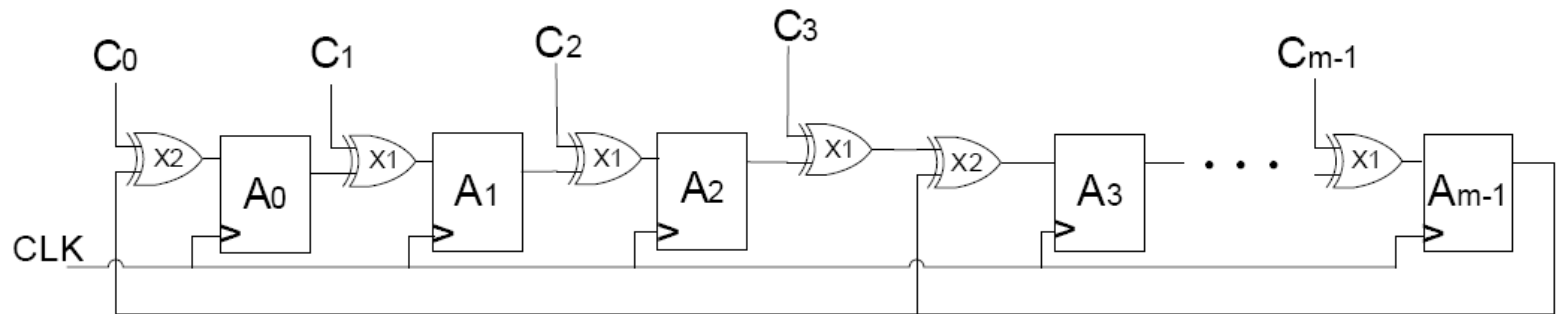 C0 C1 C2 C3 Cm-1
X2 A0 X1 A1 X1 A2 X1 X2 A3 • • • X1 Am-1
CLK